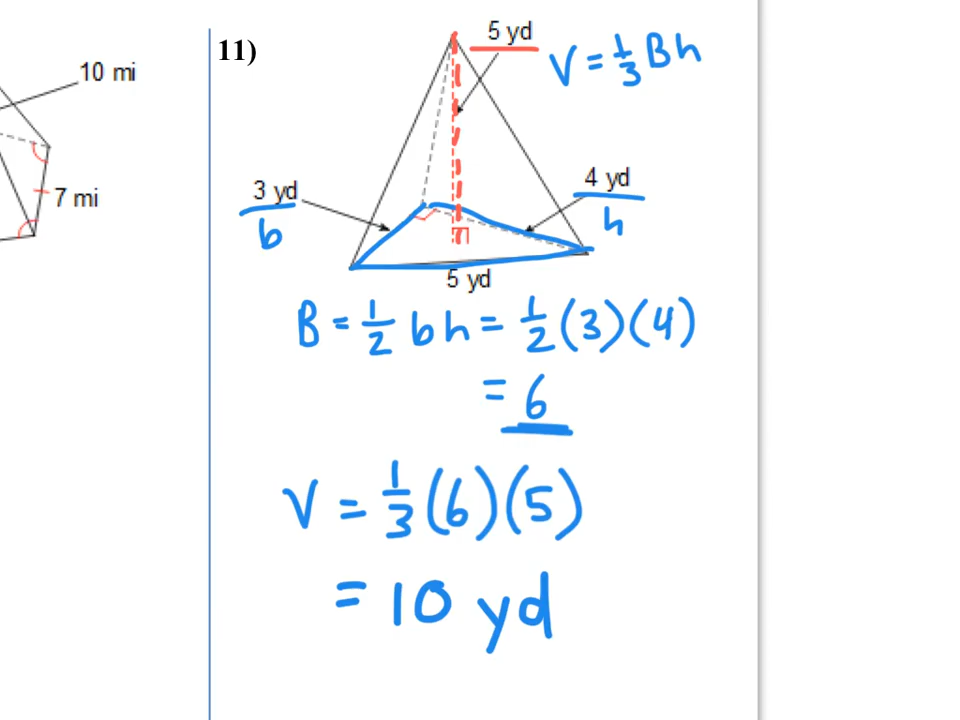 10 mi
7 mi
11)
5 yd
V = 1/3 Bh
3 yd
b
4 yd
h
5 yd
B = 1/2 bh = 1/2 (3)(4)
= 6
V = 1/3 (6)(5)
= 10 yd